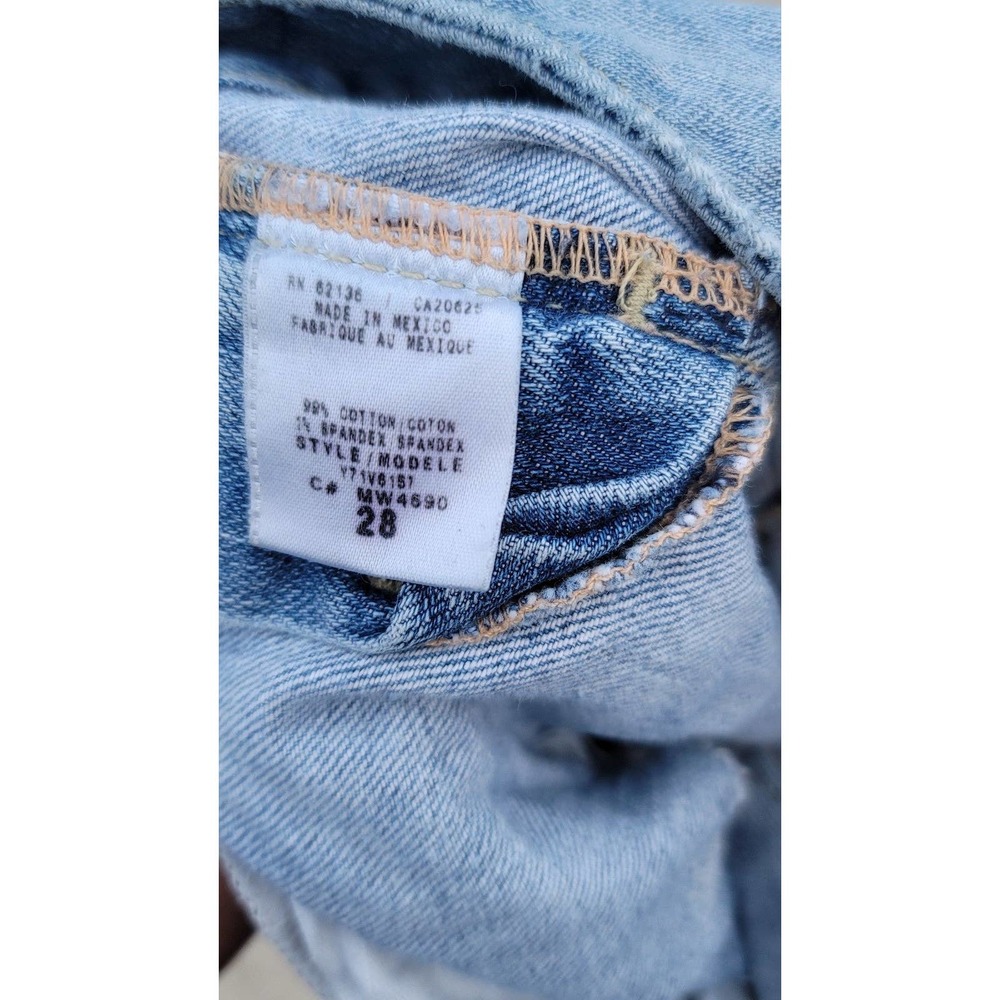 RN 62136 / CA20625
MADE IN MEXICO
FABRIQUE AU MEXIQUE
99% COTTON/COTON
1% SPANDEX SPANDEX
STYLE/MODELE
Y71V6157
C# MW4690
28